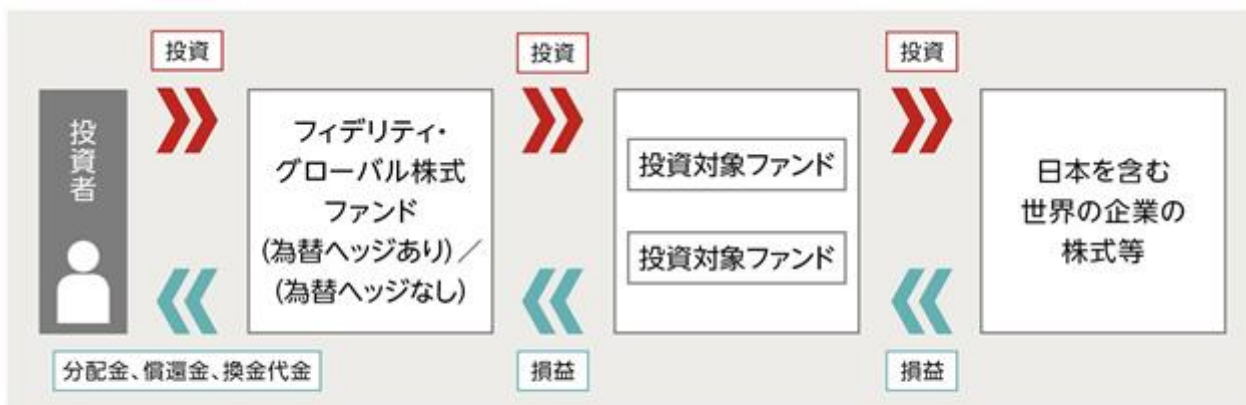 投資
投資
投資
投資者
フィデリティ・
グローバル株式
ファンド
(為替ヘッジあり)／
(為替ヘッジなし)
投資対象ファンド
投資対象ファンド
日本を含む
世界の企業の
株式等
分配金、償還金、換金代金
損益
損益